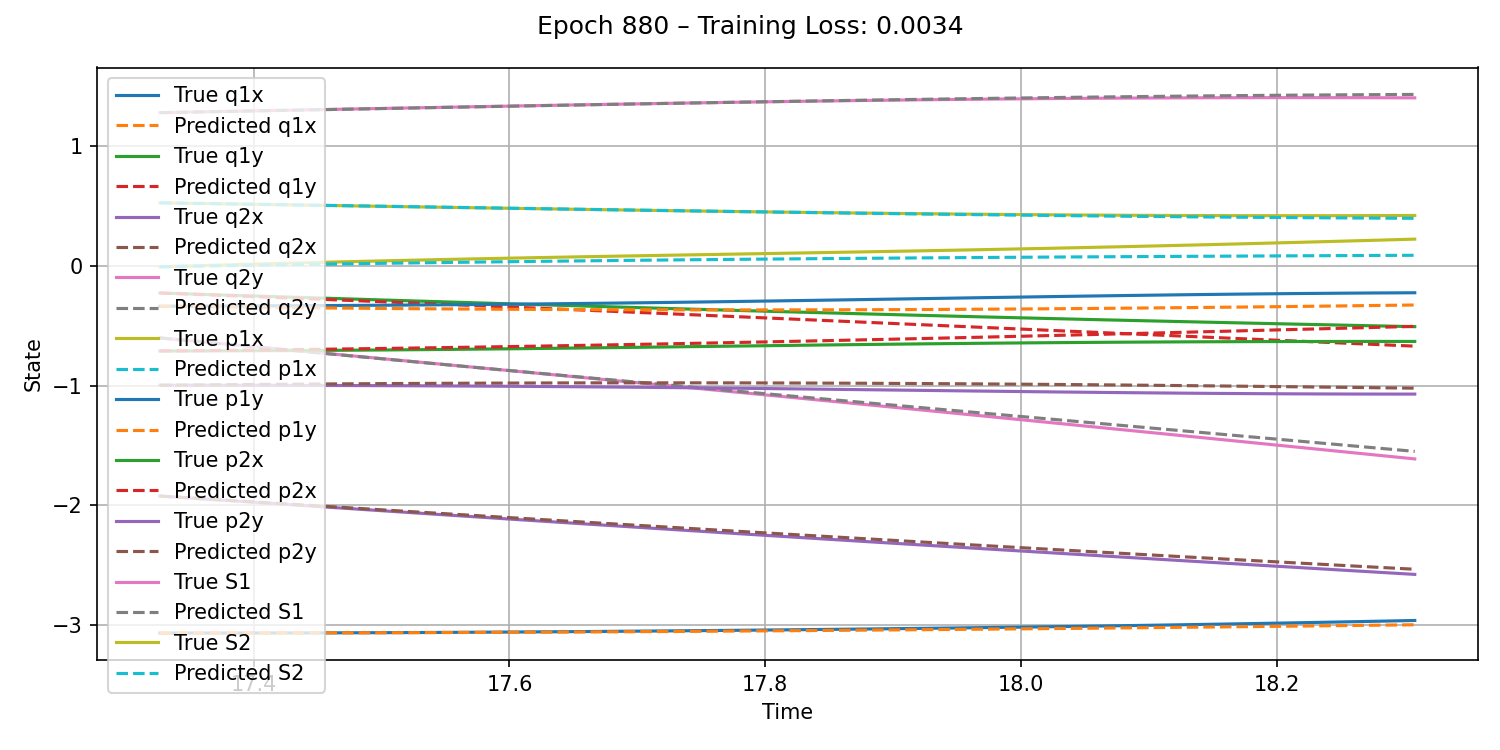 Epoch 880 – Training Loss: 0.0034
True q1x
Predicted q1x
True q1y
Predicted q1y
True q2x
Predicted q2x
True q2y
Predicted q2y
True p1x
Predicted p1x
True p1y
Predicted p1y
True p2x
Predicted p2x
True p2y
Predicted p2y
True S1
Predicted S1
True S2
Predicted S2
1
0
−1
−2
−3
State
17.4
17.6
17.8
18.0
18.2
Time